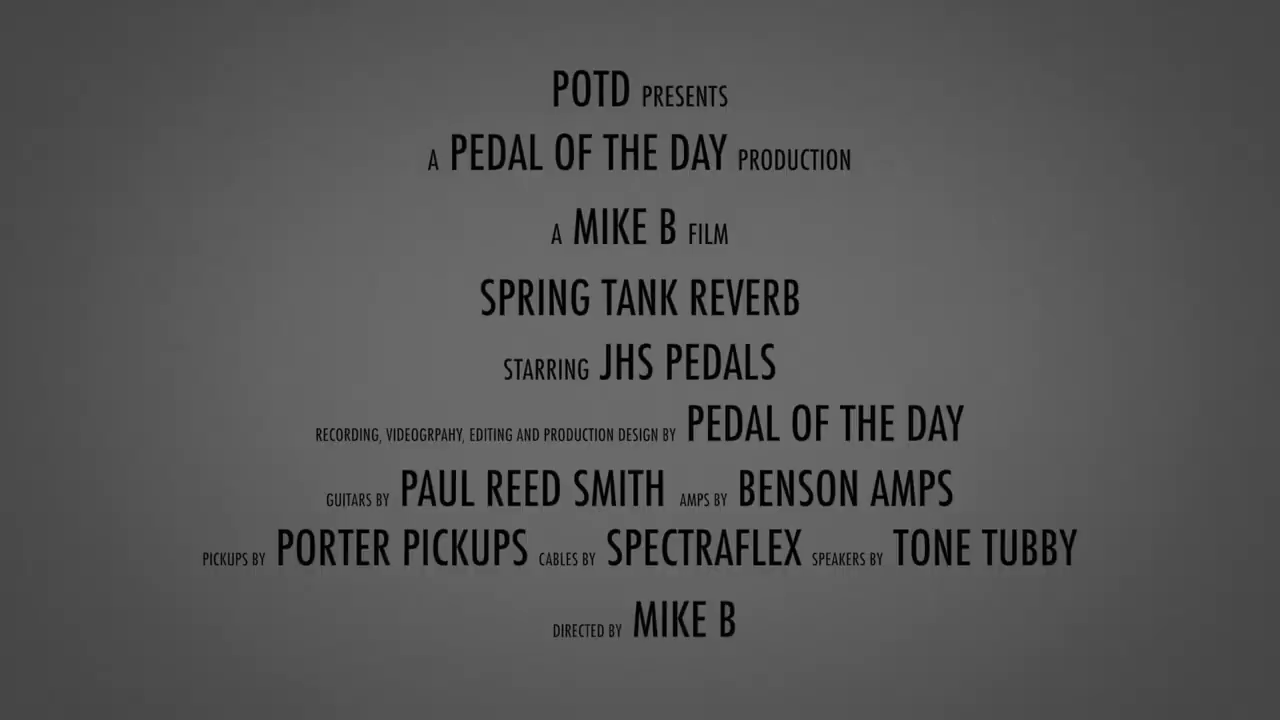 POTD PRESENTS
A PEDAL OF THE DAY PRODUCTION
A MIKE B FILM
SPRING TANK REVERB
STARRING JHS PEDALS
RECORDING, VIDEOGRPAHY, EDITING AND PRODUCTION DESIGN BY PEDAL OF THE DAY
GUITARS BY PAUL REED SMITH AMPS BY BENSON AMPS
PICKUPS BY PORTER PICKUPS CABLES BY SPECTRAFLEX SPEAKERS BY TONE TUBBY
DIRECTED BY MIKE B